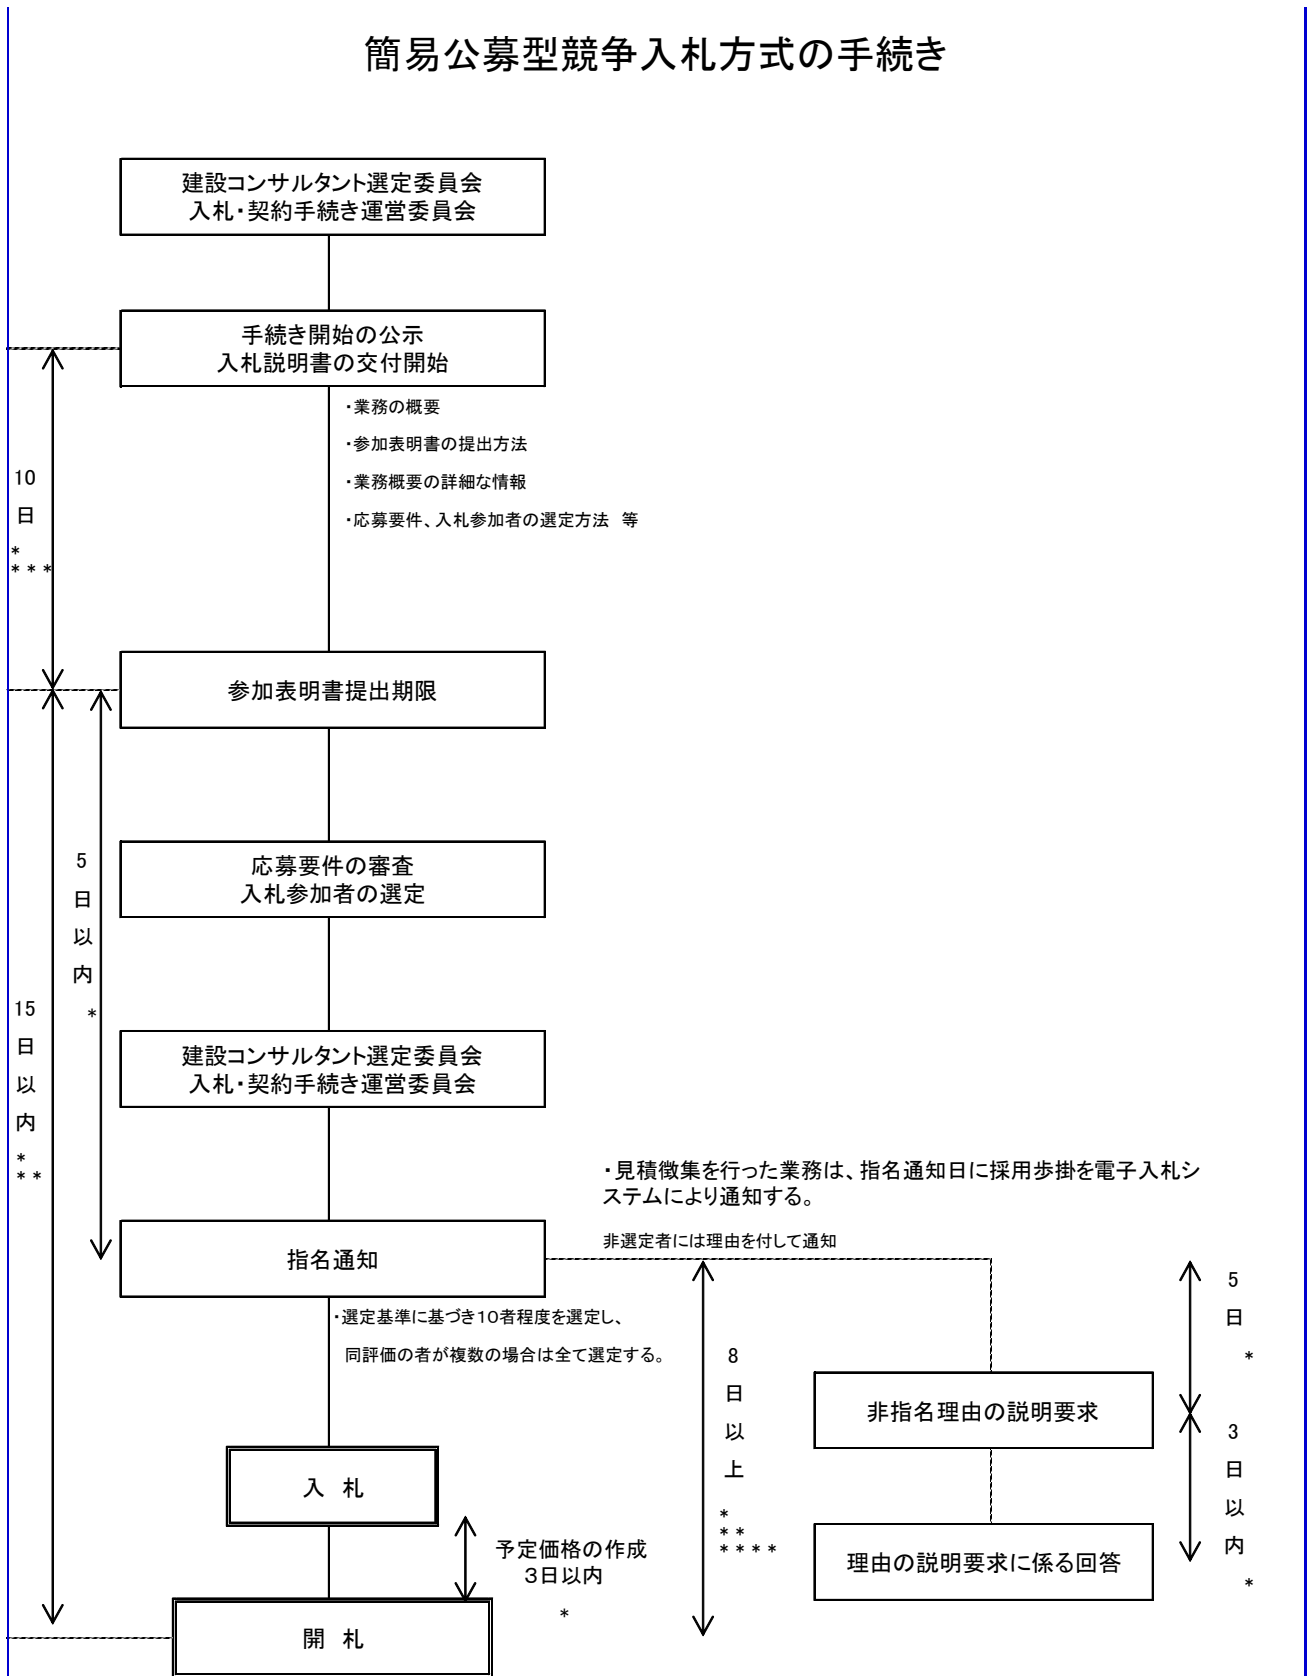 簡易公募型競争入札方式の手続き
建設コンサルタント選定委員会
入札・契約手続き運営委員会
手続き開始の公示
入札説明書の交付開始
・業務の概要
・参加表明書の提出方法
・業務概要の詳細な情報
・応募要件、入札参加者の選定方法　等
10
日
*
* * *
参加表明書提出期限
応募要件の審査
入札参加者の選定
5
日
以
内
*
15
日
以
内
*
* *
建設コンサルタント選定委員会
入札・契約手続き運営委員会
・見積徴集を行った業務は、指名通知日に採用歩掛を電子入札シ
ステムにより通知する。
非選定者には理由を付して通知
指名通知
・選定基準に基づき10者程度を選定し、
同評価の者が複数の場合は全て選定する。
8
日
以
上
*
* *
* * * *
5
日
*
非指名理由の説明要求
3
日
以
内
*
理由の説明要求に係る回答
入　札
予定価格の作成
3日以内
*
開　札